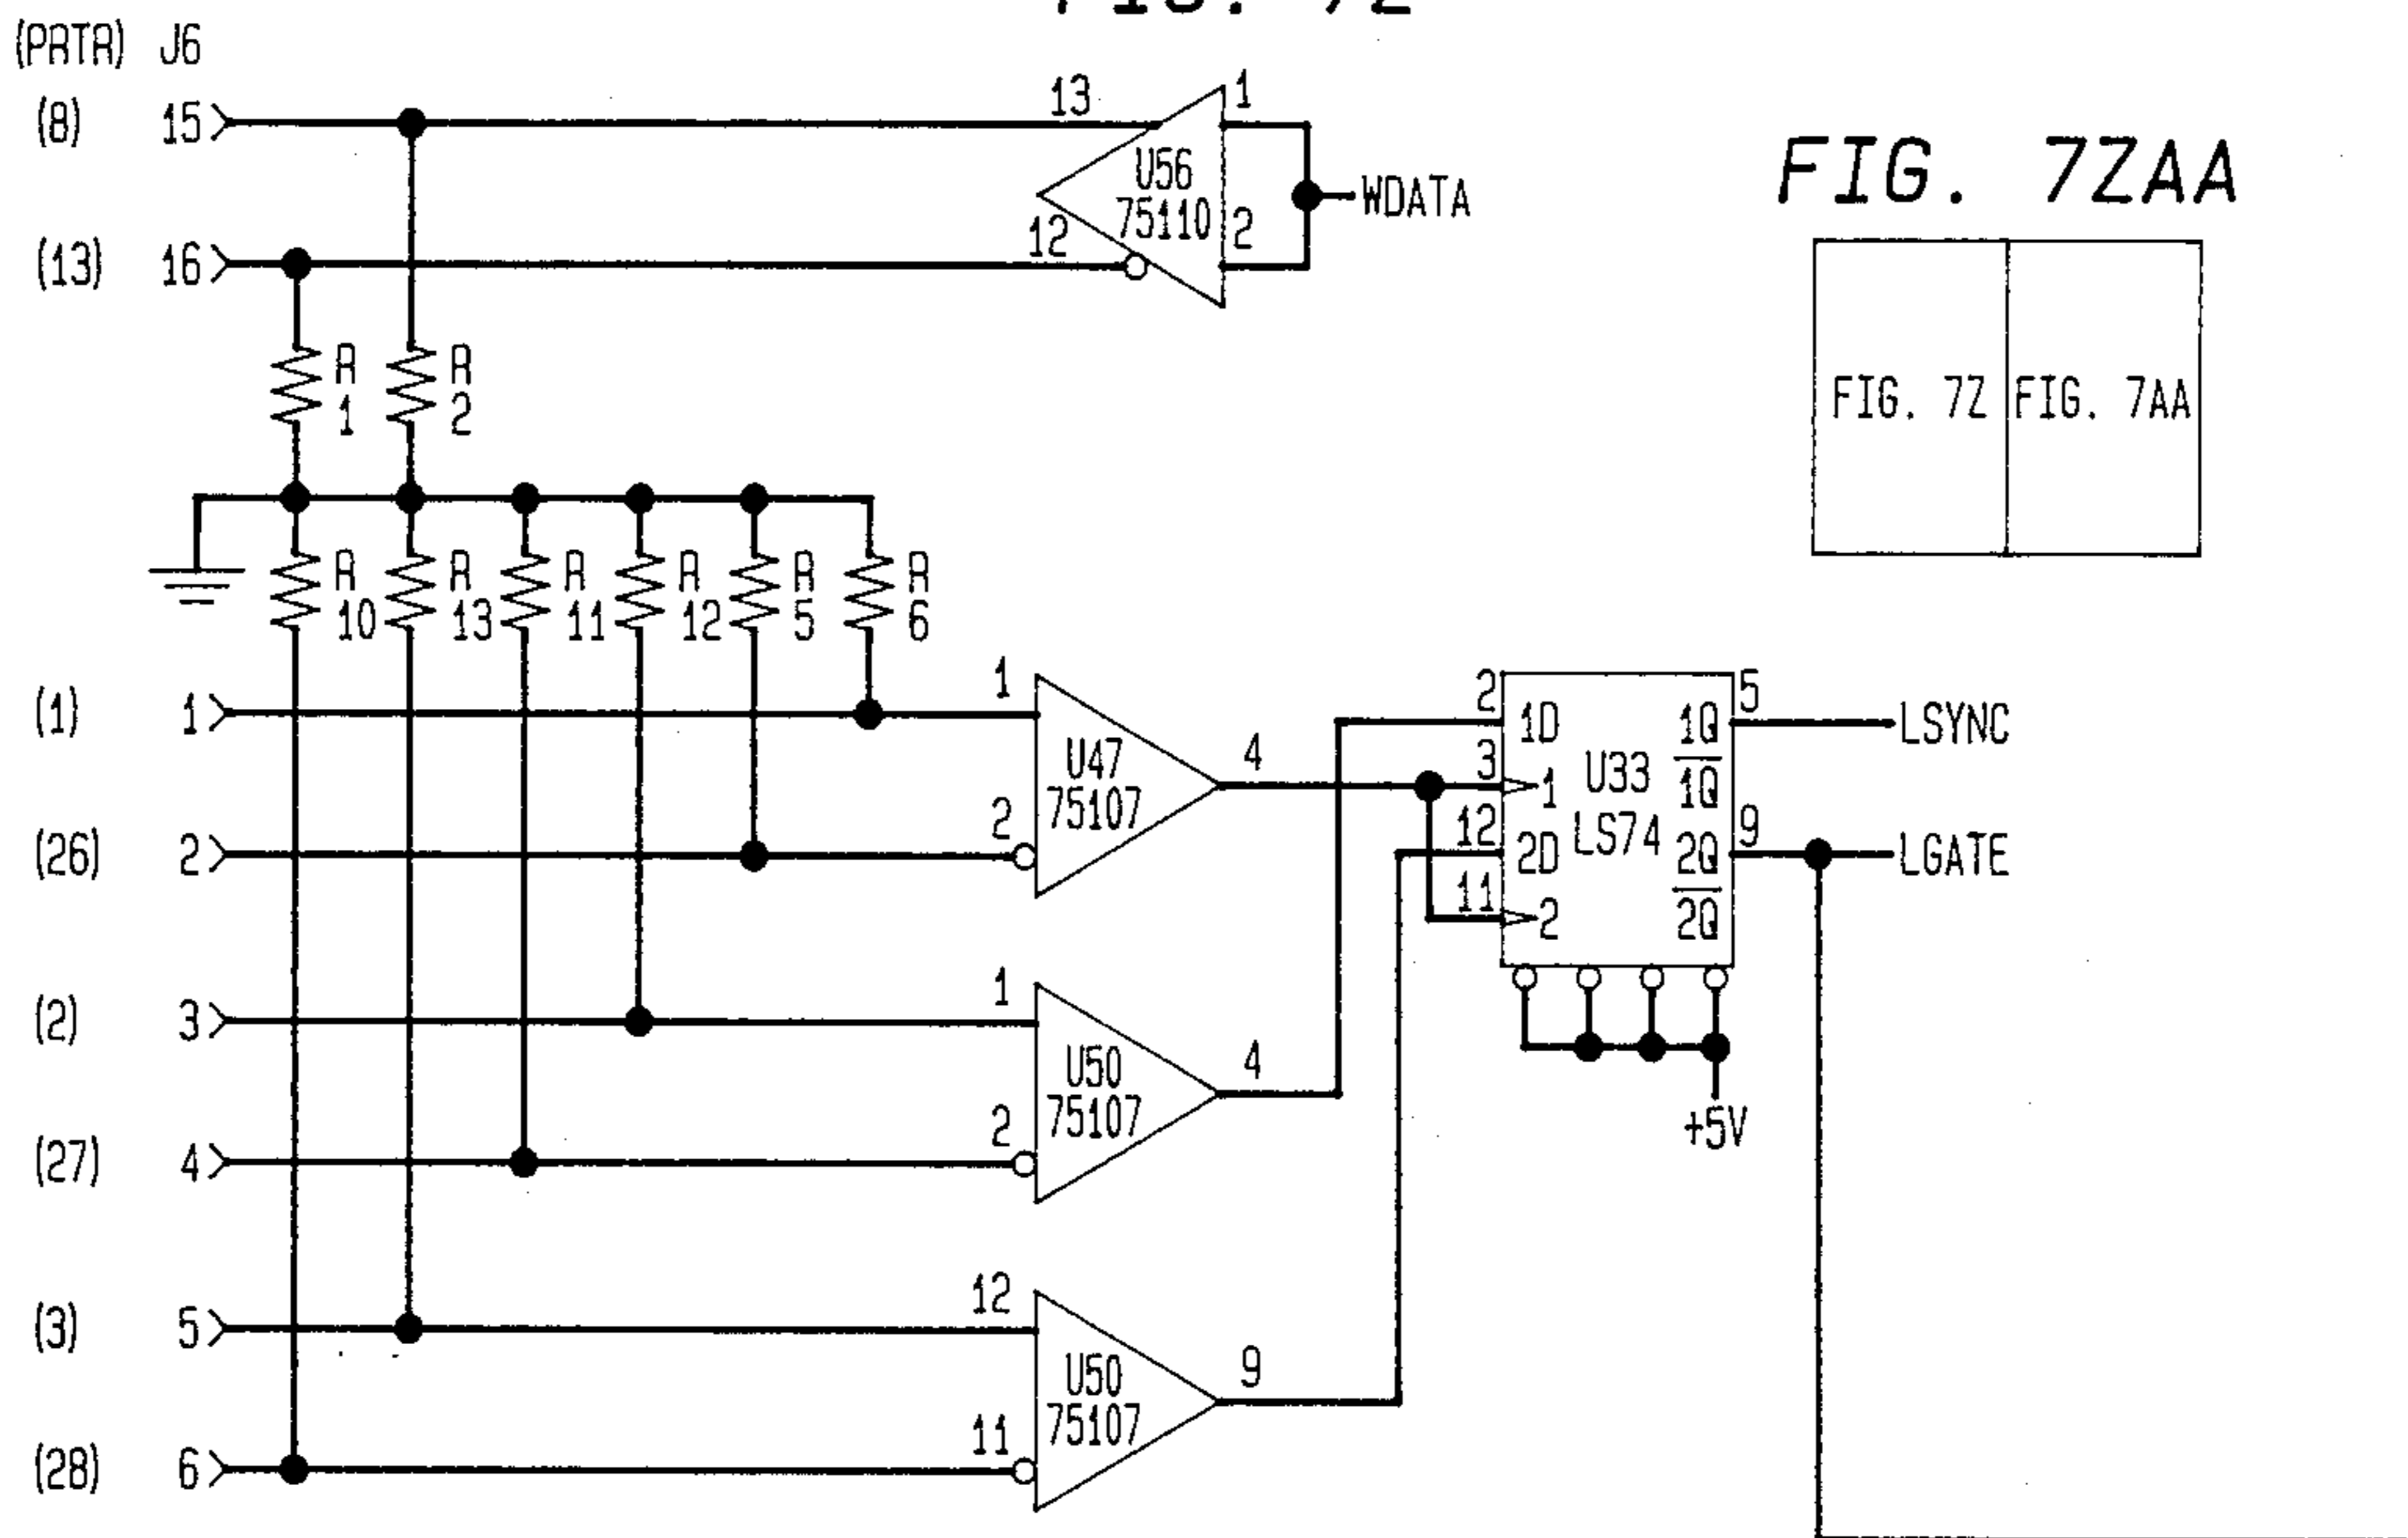 FIG. 7Z
(PRTR) J6
(8) 15
13
1
U56
75110
WDATA
12
2
(13) 16
FIG. 7ZAA
FIG. 7Z
FIG. 7AA
R
1
R
2
R
10
R
13
R
11
R
12
R
5
R
6
(1) 1
1
U47
75107
4
2
(26) 2
2
1D
1Q
5
LSYNC
3
1
U33
LS74
1Q
12
2D
2Q
9
LGATE
11
2
2Q
+5V
(2) 3
1
U50
75107
4
2
(27) 4
(3) 5
12
U50
75107
9
11
(28) 6